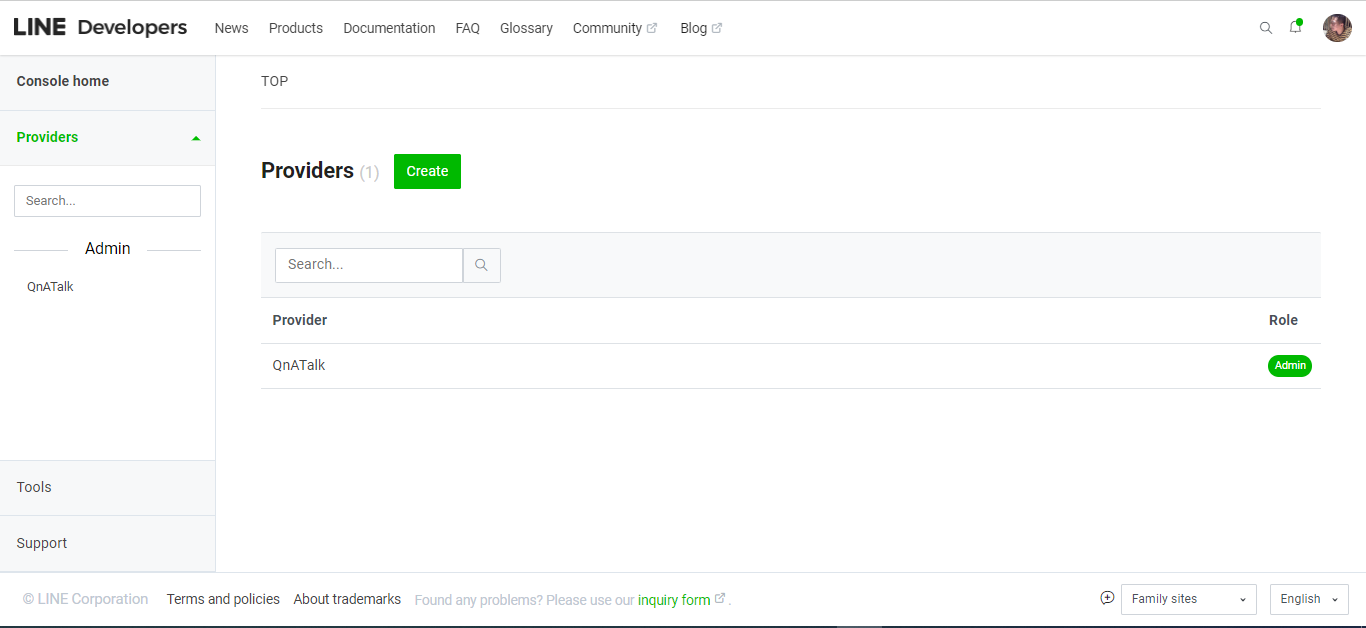 LINE Developers News Products Documentation FAQ Glossary Community Blog
Console home
TOP
Providers
Providers (1) Create
Search...
Admin
QnATalk
Search...
Provider Role
QnATalk Admin
Tools
Support
© LINE Corporation Terms and policies About trademarks Found any problems? Please use our inquiry form . Family sites English